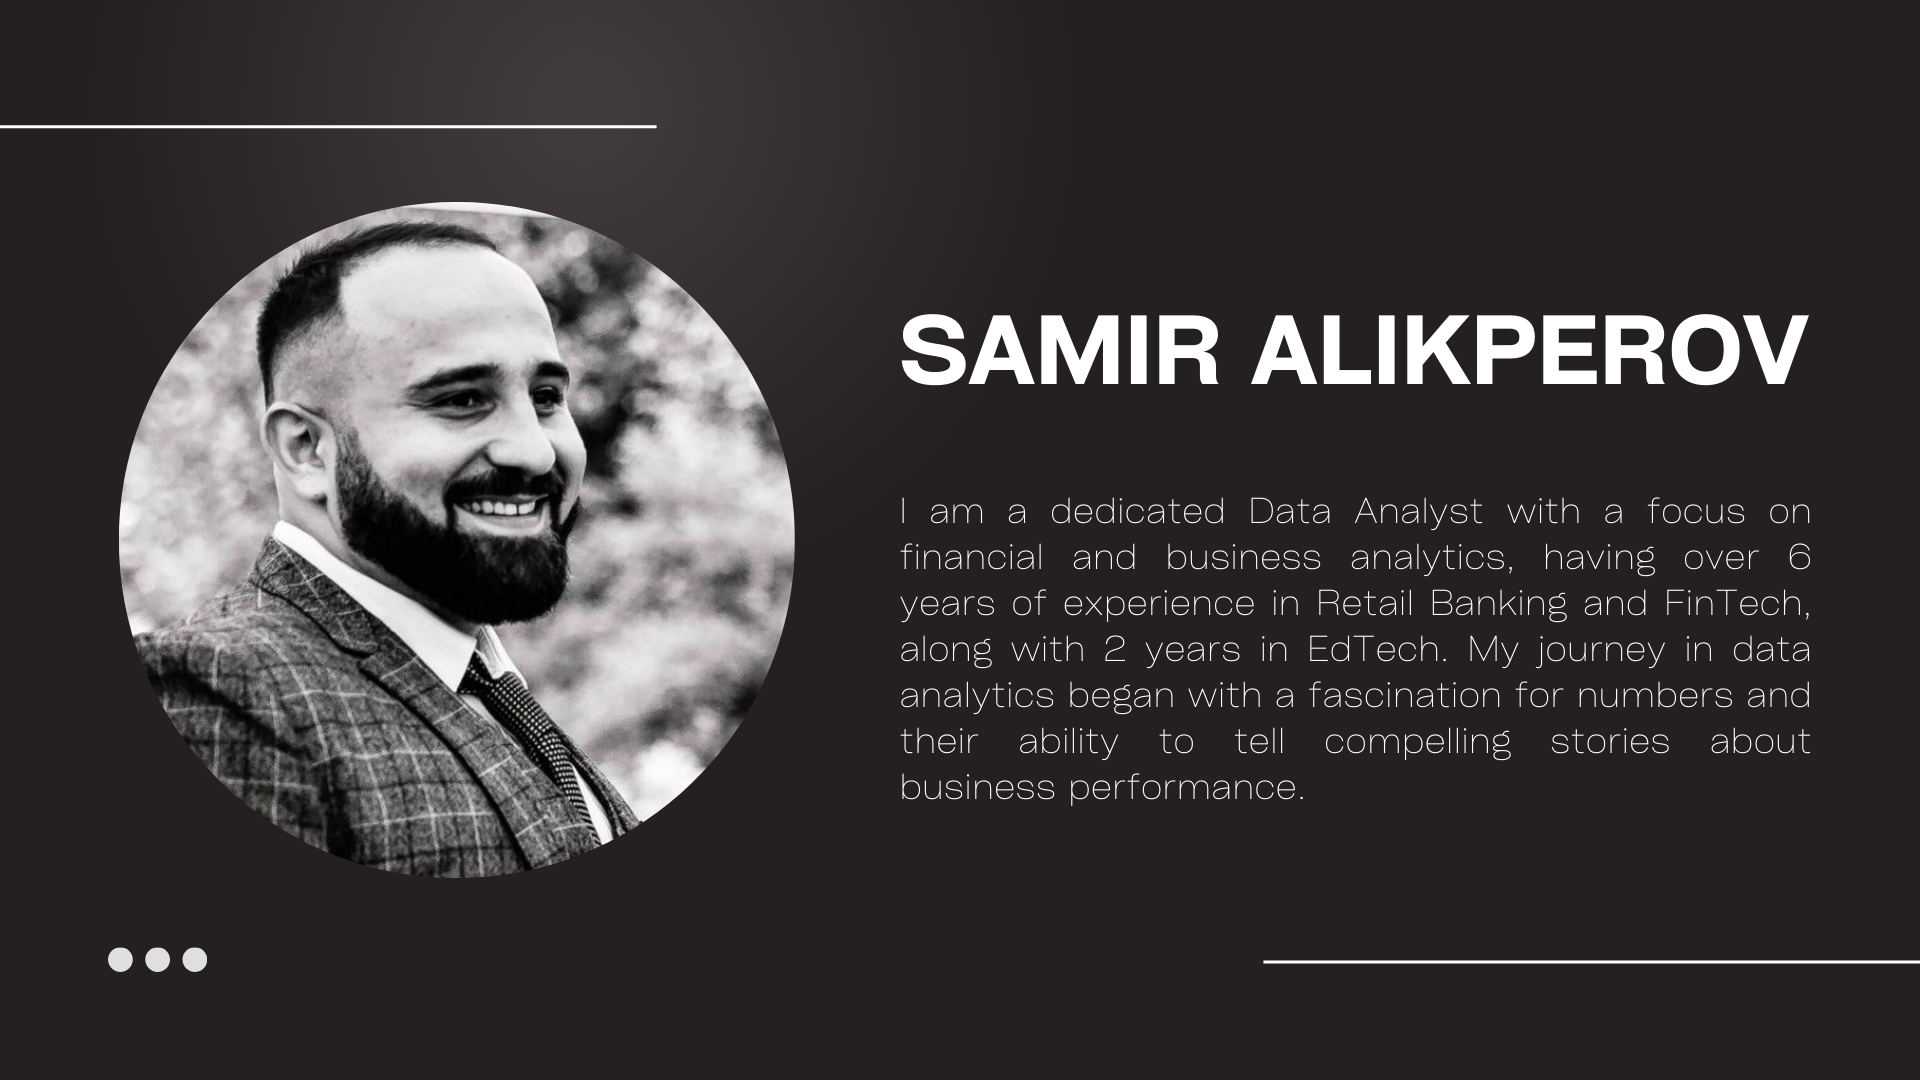 SAMIR ALIKPEROV
I am a dedicated Data Analyst with a focus on
financial and business analytics, having over 6
years of experience in Retail Banking and FinTech,
along with 2 years in EdTech. My journey in data
analytics began with a fascination for numbers and
their ability to tell compelling stories about
business performance.